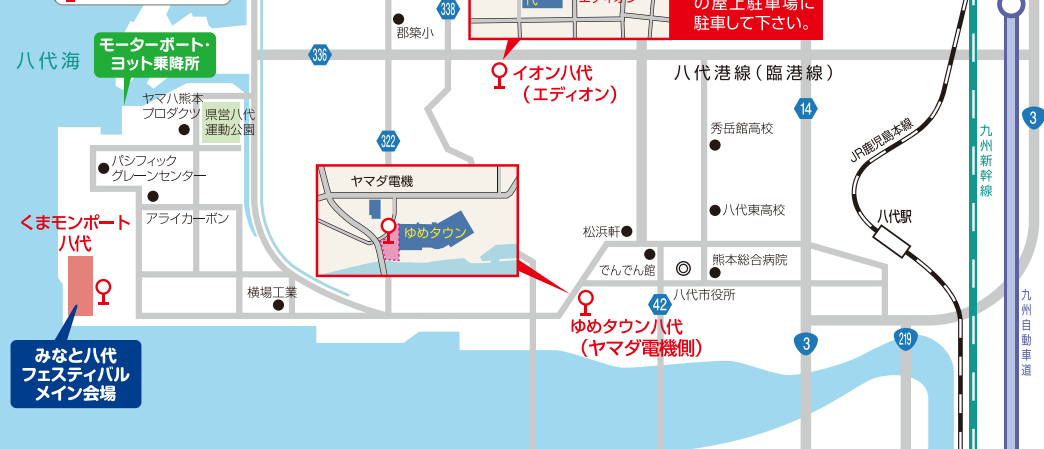 代
エディオン
の屋上駐車場に
駐車して下さい。
338
郡築小
モーターボート・
ヨット乗降所
八代海
336
イオン八代
(エディオン)
八代港線(臨港線)
ヤマハ熊本
プロダクツ
県営八代
運動公園
14
3
322
秀岳館高校
JR鹿児島本線
九州新幹線
パシフィック
グレーンセンター
ヤマダ電機
ゆめタウン
アライカーボン
くまモンポート
八代
八代東高校
八代駅
松浜軒
でんでん館
熊本総合病院
横場工業
八代市役所
42
ゆめタウン八代
(ヤマダ電機側)
九州自動車道
3
219
みなと八代
フェスティバル
メイン会場